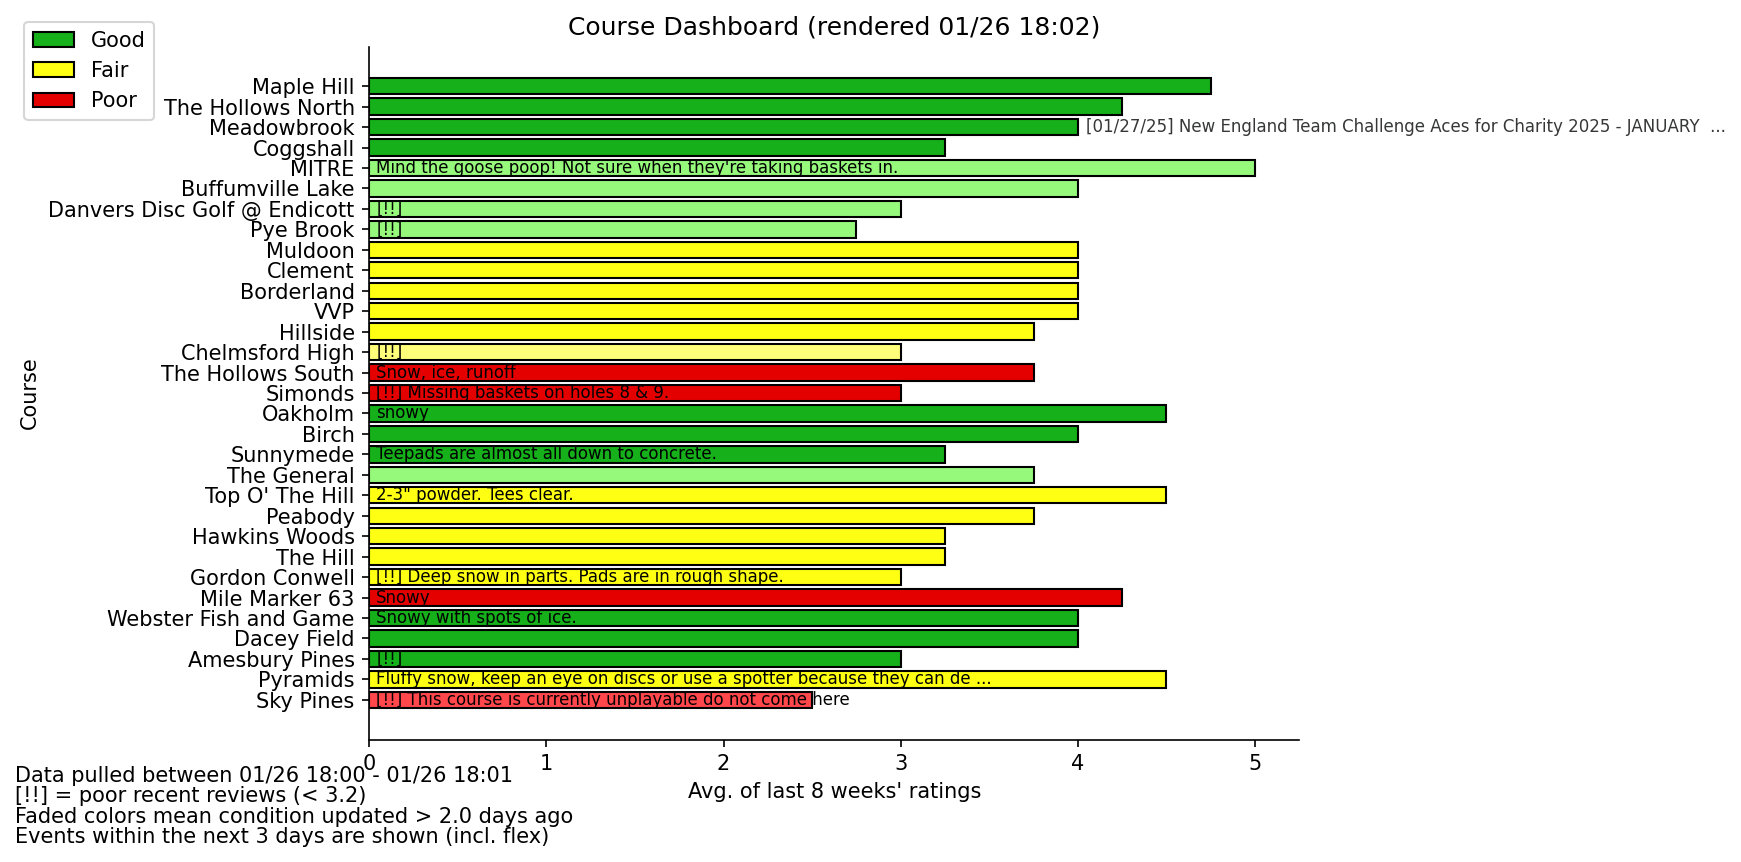 Course Dashboard (rendered 01/26 18:02)
Good
Fair
Poor
Course
Maple Hill
The Hollows North
Meadowbrook [01/27/25] New England Team Challenge Aces for Charity 2025 - JANUARY ...
Coggshall
MITRE Mind the goose poop! Not sure when they're taking baskets in.
Buffumville Lake
Danvers Disc Golf @ Endicott [!!]
Pye Brook [!!]
Muldoon
Clement
Borderland
VVP
Hillside
Chelmsford High [!!]
The Hollows South Snow, ice, runoff
Simonds [!!] Missing baskets on holes 8 & 9.
Oakholm snowy
Birch
Sunnymede Teepads are almost all down to concrete.
The General
Top O' The Hill 2-3" powder. Tees clear.
Peabody
Hawkins Woods
The Hill
Gordon Conwell [!!] Deep snow in parts. Pads are in rough shape.
Mile Marker 63 Snowy
Webster Fish and Game Snowy with spots of ice.
Dacey Field
Amesbury Pines [!!]
Pyramids Fluffy snow, keep an eye on discs or use a spotter because they can de ...
Sky Pines [!!] This course is currently unplayable do not come here
0 1 2 3 4 5
Avg. of last 8 weeks' ratings
Data pulled between 01/26 18:00 - 01/26 18:01
[!!] = poor recent reviews (< 3.2)
Faded colors mean condition updated > 2.0 days ago
Events within the next 3 days are shown (incl. flex)